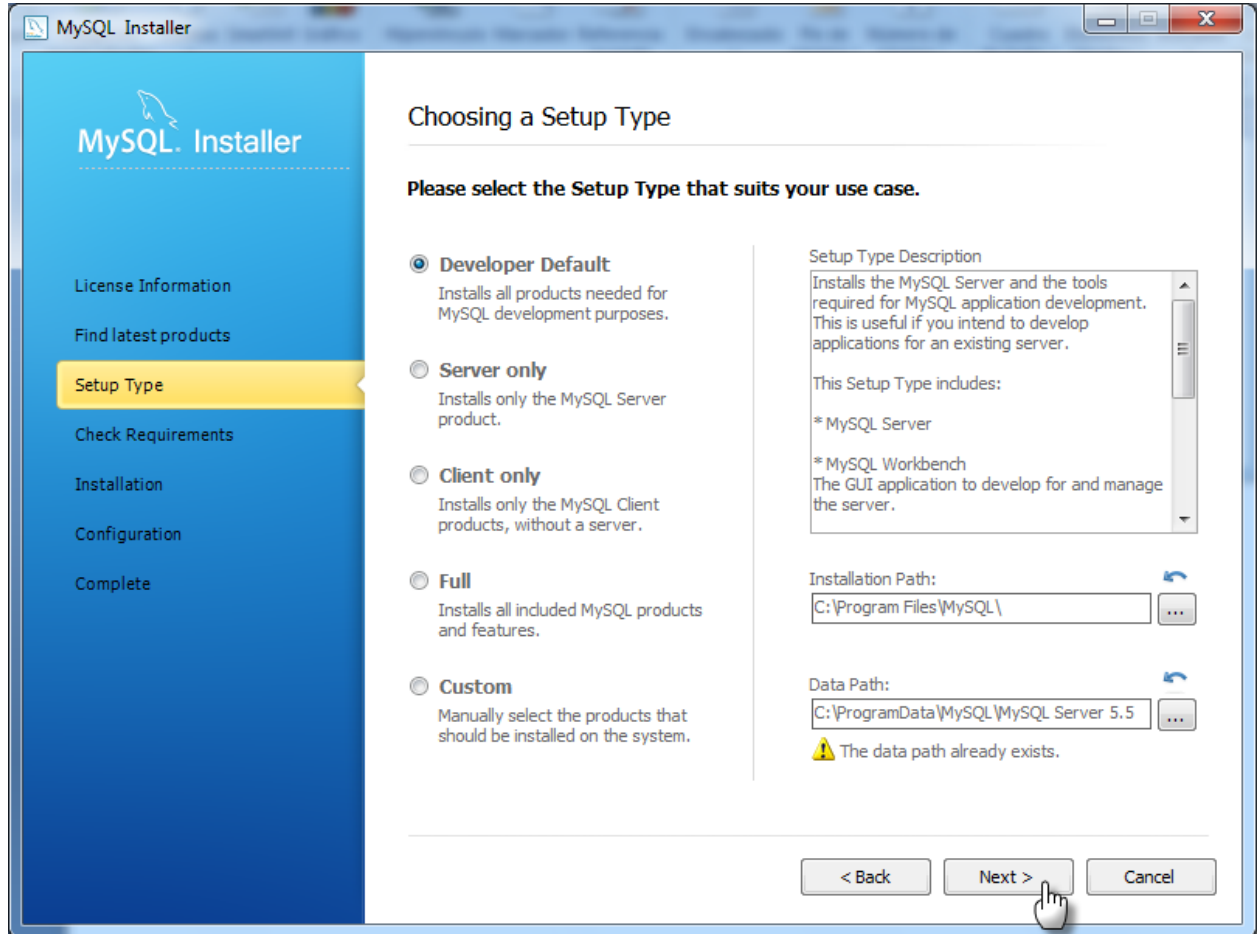 MySQL Installer
MySQL. Installer
License Information
Find latest products
Setup Type
Check Requirements
Installation
Configuration
Complete
Choosing a Setup Type
Please select the Setup Type that suits your use case.
Developer Default
Installs all products needed for
MySQL development purposes.
Server only
Installs only the MySQL Server
product.
Client only
Installs only the MySQL Client
products, without a server.
Full
Installs all included MySQL products
and features.
Custom
Manually select the products that
should be installed on the system.
Setup Type Description
Installs the MySQL Server and the tools
required for MySQL application development.
This is useful if you intend to develop
applications for an existing server.
This Setup Type includes:
* MySQL Server
* MySQL Workbench
The GUI application to develop for and manage
the server.
Installation Path:
C:\Program Files\MySQL\
...
Data Path:
C:\ProgramData\MySQL\MySQL Server 5.5
...
The data path already exists.
< Back
Next >
Cancel